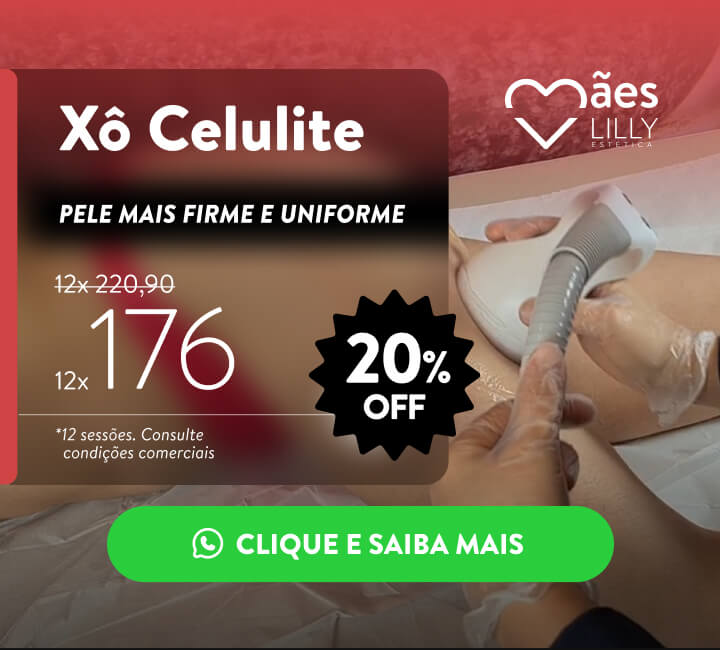 Xô Celulite
PELE MAIS FIRME E UNIFORME
12x 220,90
12x 176
*12 sessões. Consulte
condições comerciais
20% OFF
mães
LILLY
ESTÉTICA
CLIQUE E SAIBA MAIS